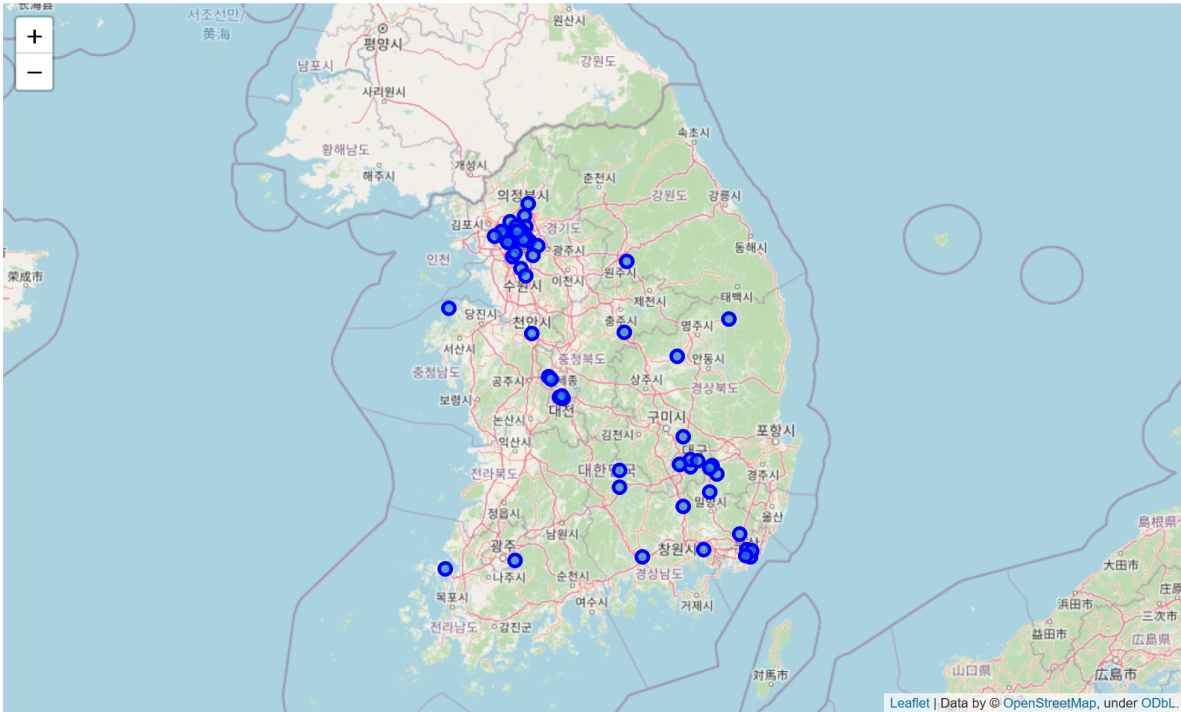 长海县
서조선만/
黄海
원산시
+
평양시
−
남포시
강원도
사리원시
속초시
황해남도
개성시
해주시
춘천시
의정부시
강원도
강릉시
김포시
경기도
광주시
동해시
인천
荣成市
원주시
이천시
수원시
제천시
태백시
당진시
천안시
충주시
영주시
서산시
충청북도
안동시
충청남도
공주시
세종
상주시
경상북도
보령시
대전
논산시
구미시
포항시
김천시
익산시
대구
대한민국
전라북도
경주시
밀양시
정읍시
울산
島根県
남원시
광주
창원시
大田市
나주시
순천시
경상남도
庄原
목포시
여수시
거제시
浜田市
三次市
전라남도
강진군
益田市
広島県
山口県
対馬市
広島市
Leaflet | Data by © OpenStreetMap, under ODbL.